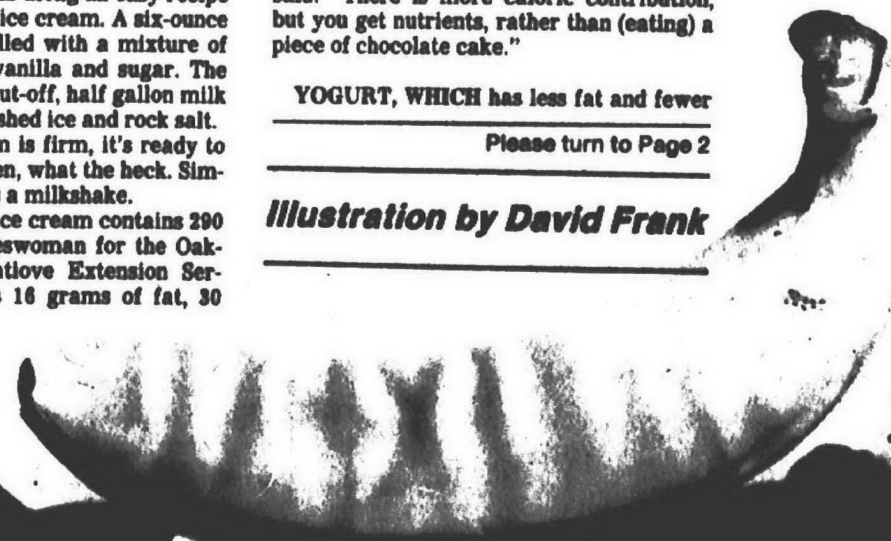 ice cream. A six-ounce
lled with a mixture of
vanilla and sugar. The
ut-off, half gallon milk
shed ice and rock salt.
m is firm, it's ready to
en, what the heck. Sim-
a milkshake.
ce cream contains 290
eswoman for the Oak-
ntlove Extension Ser-
16 grams of fat, 30
but you get nutrients, rather than (eating) a
piece of chocolate cake.”
YOGURT, WHICH has less fat and fewer
Please turn to Page 2
Illustration by David Frank